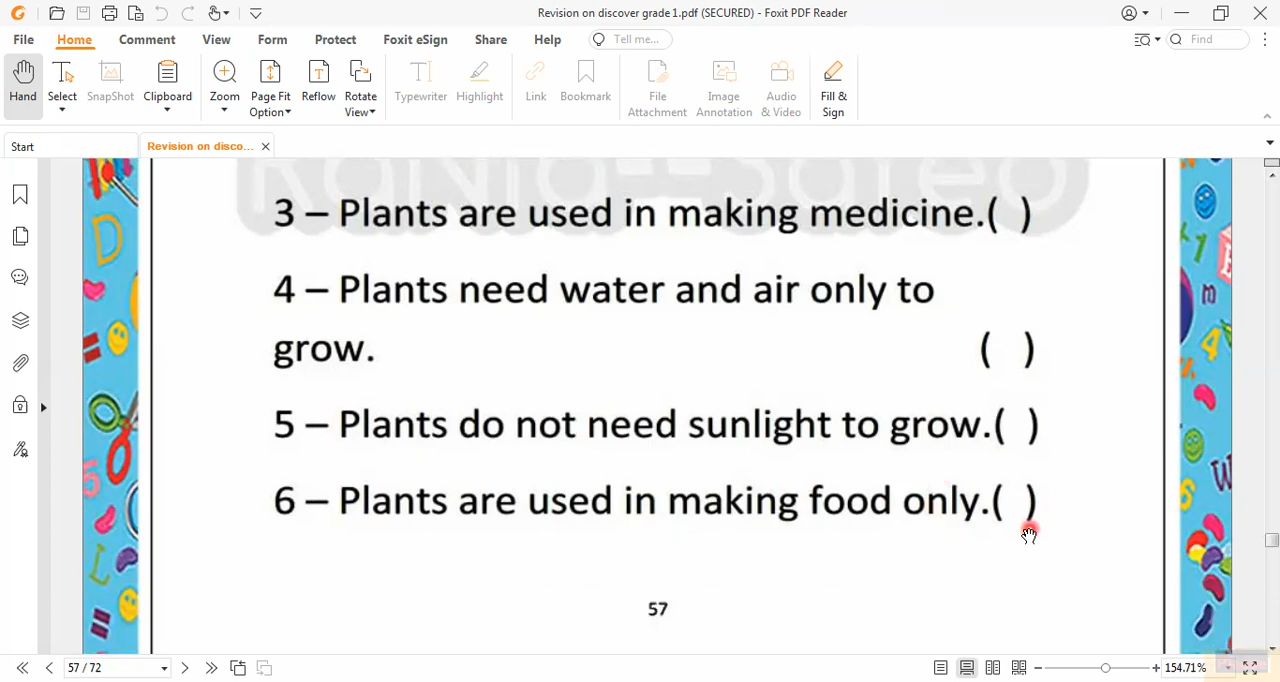 Revision on discover grade1.pdf (SECURED) - Foxit PDF Reader
File Home Comment View Form Protect Foxit eSign Share Help Tell me... Find
Hand Select SnapShot Clipboard Zoom Page Fit Option Reflow Rotate View Typewriter Highlight Link Bookmark File Attachment Image Annotation Audio & Video Fill & Sign
Start Revision on disco...
3 – Plants are used in making medicine.( )
4 – Plants need water and air only to
grow. ( )
5 – Plants do not need sunlight to grow.( )
6 – Plants are used in making food only.( )
57
57 / 72 154.71%